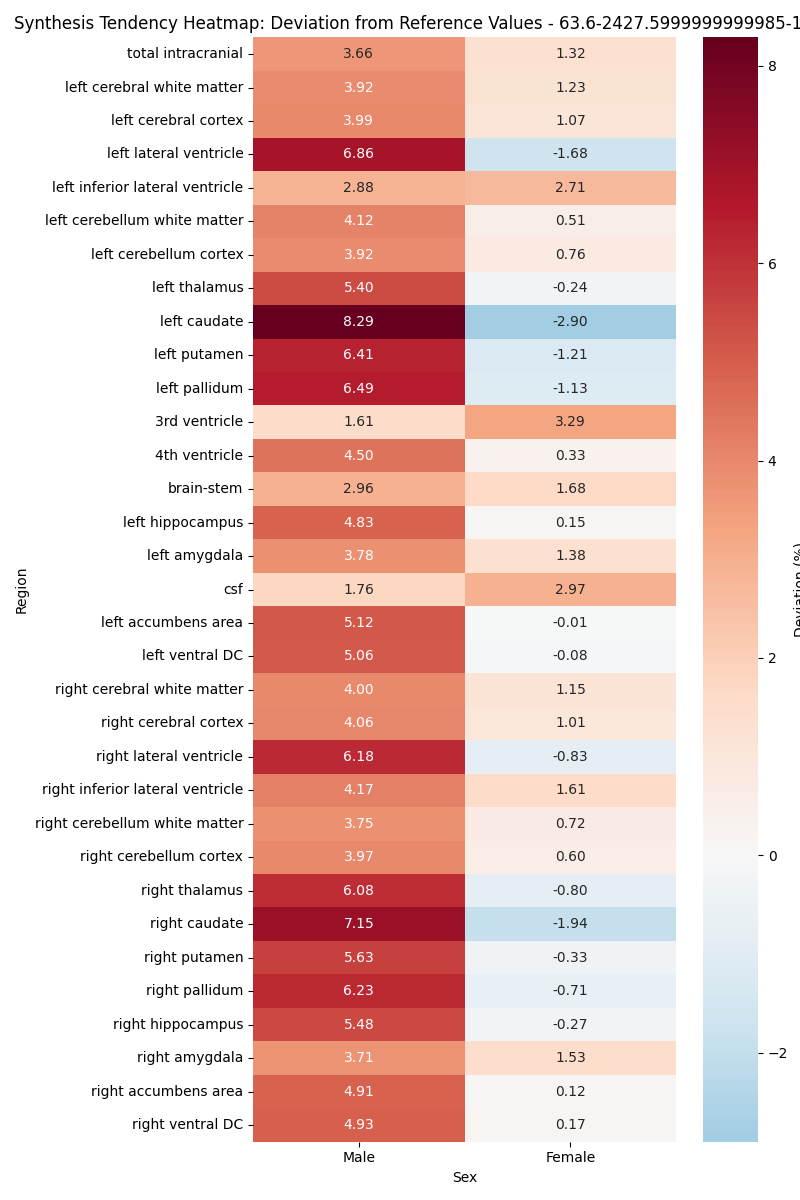 Synthesis Tendency Heatmap: Deviation from Reference Values - 63.6-2427.5999999999985-1
total intracranial 3.66 1.32
left cerebral white matter 3.92 1.23
left cerebral cortex 3.99 1.07
left lateral ventricle 6.86 -1.68
left inferior lateral ventricle 2.88 2.71
left cerebellum white matter 4.12 0.51
left cerebellum cortex 3.92 0.76
left thalamus 5.40 -0.24
left caudate 8.29 -2.90
left putamen 6.41 -1.21
left pallidum 6.49 -1.13
3rd ventricle 1.61 3.29
4th ventricle 4.50 0.33
brain-stem 2.96 1.68
left hippocampus 4.83 0.15
left amygdala 3.78 1.38
csf 1.76 2.97
left accumbens area 5.12 -0.01
left ventral DC 5.06 -0.08
right cerebral white matter 4.00 1.15
right cerebral cortex 4.06 1.01
right lateral ventricle 6.18 -0.83
right inferior lateral ventricle 4.17 1.61
right cerebellum white matter 3.75 0.72
right cerebellum cortex 3.97 0.60
right thalamus 6.08 -0.80
right caudate 7.15 -1.94
right putamen 5.63 -0.33
right pallidum 6.23 -0.71
right hippocampus 5.48 -0.27
right amygdala 3.71 1.53
right accumbens area 4.91 0.12
right ventral DC 4.93 0.17
Male Female
Sex
Region
8
6
4
2
0
−2
Deviation (%)